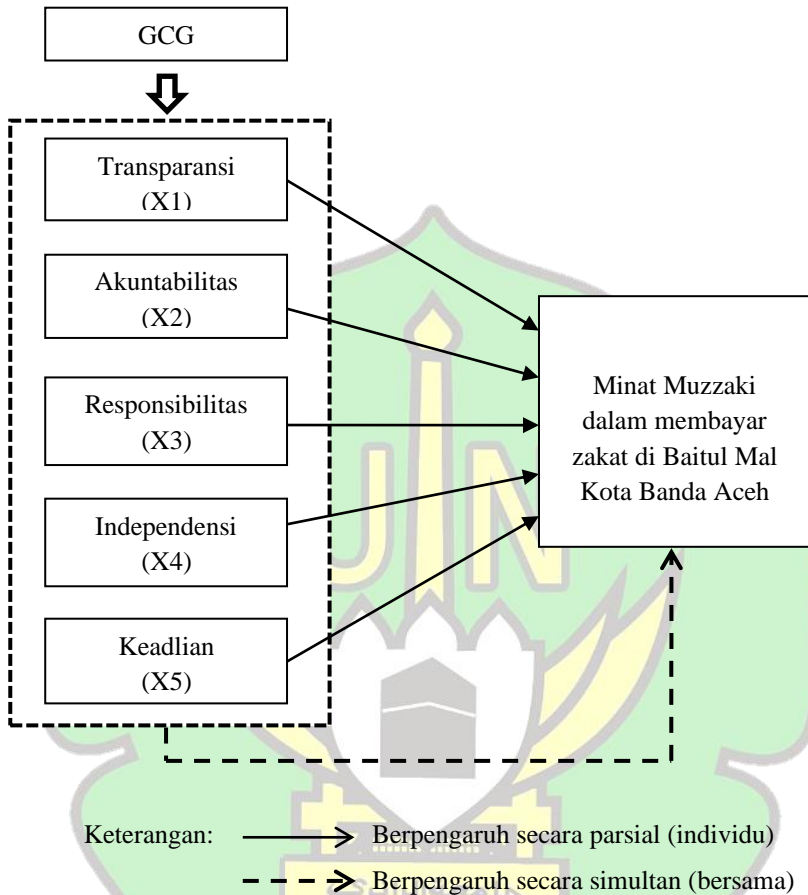 GCG
Transparansi
(X1)
Akuntabilitas
(X2)
Responsibilitas
(X3)
Independensi
(X4)
Keadlian
(X5)
Minat Muzzaki
dalam membayar
zakat di Baitul Mal
Kota Banda Aceh
Keterangan:
Berpengaruh secara parsial (individu)
Berpengaruh secara simultan (bersama)
UIN